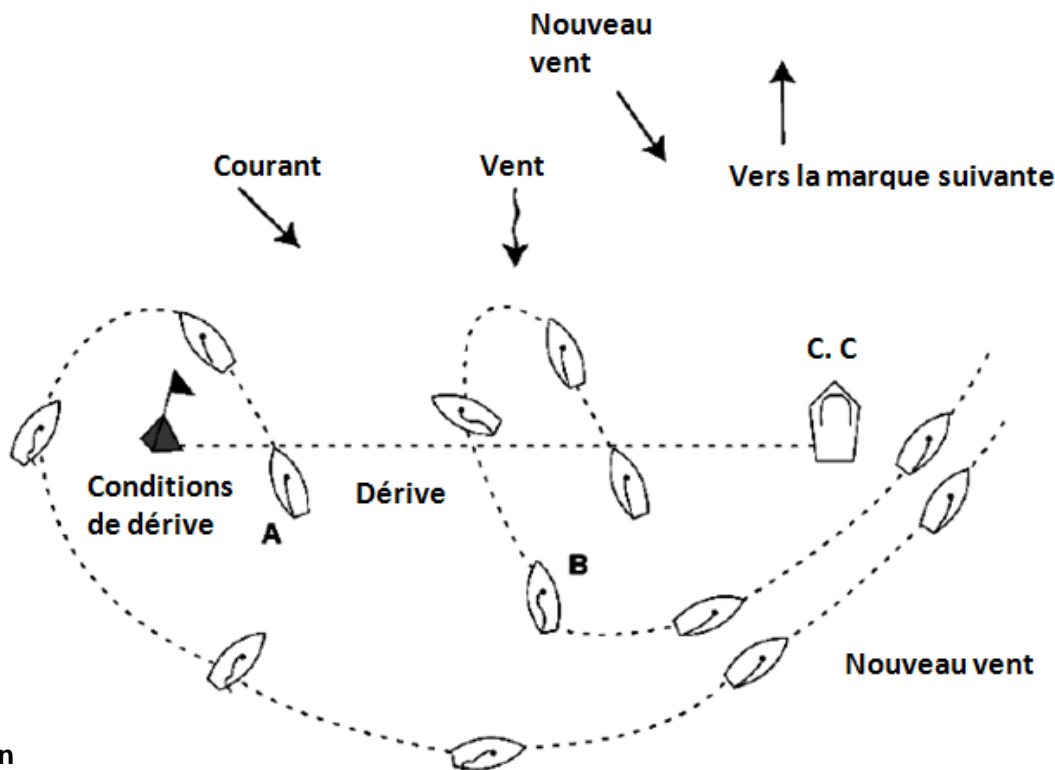 Nouveau
vent
Courant
Vent
Vers la marque suivante
C. C
Conditions
de dérive
Dérive
A
B
Nouveau vent
n